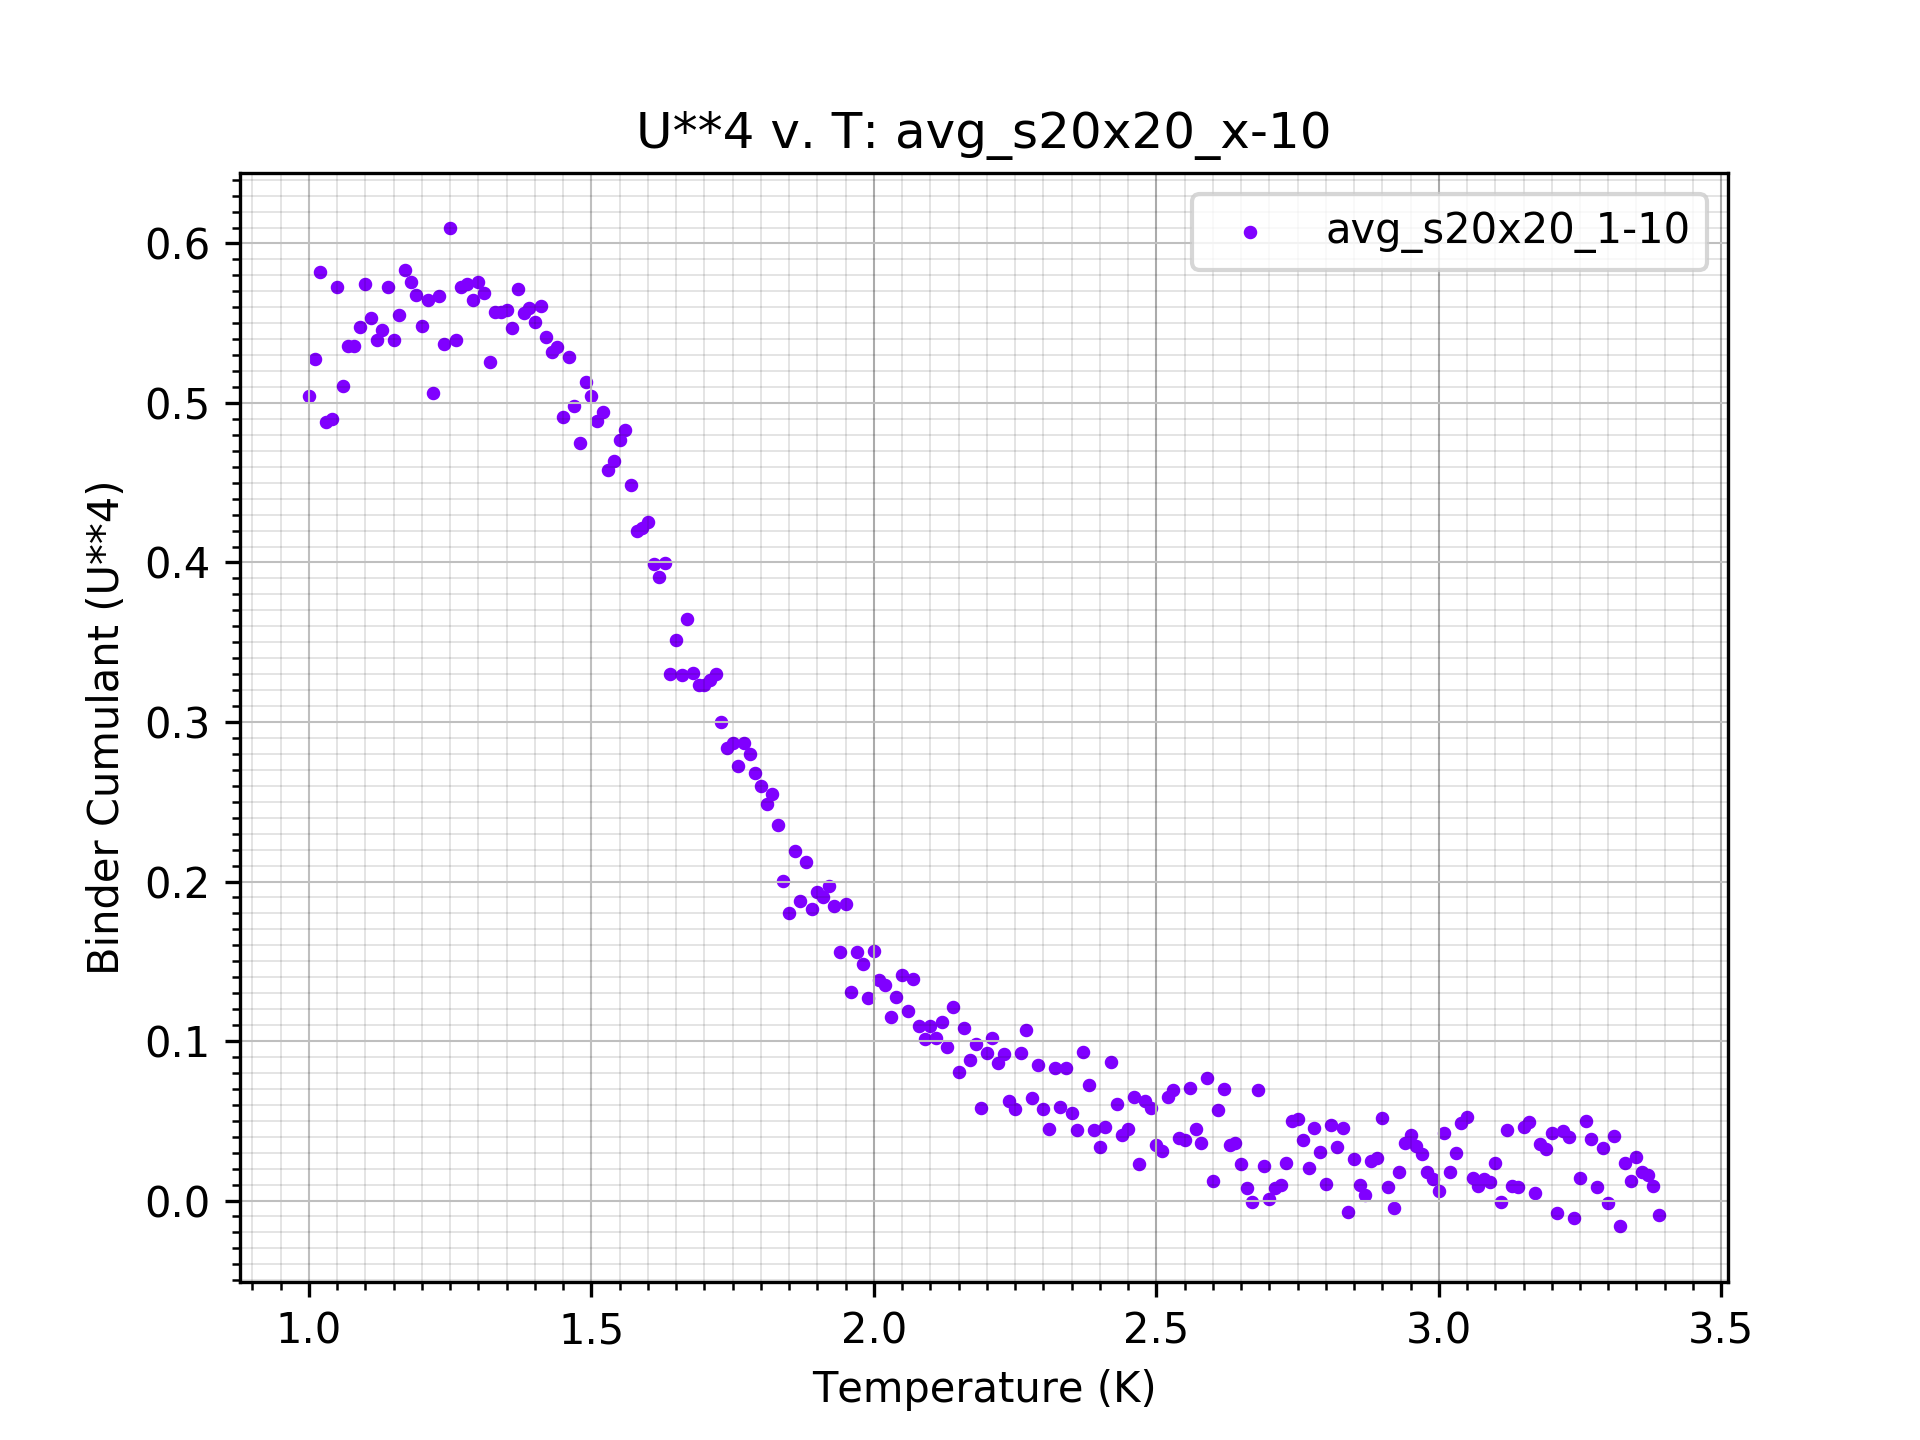 U**4 v. T: avg_s20x20_x-10
avg_s20x20_1-10
Binder Cumulant (U**4)
0.6
0.5
0.4
0.3
0.2
0.1
0.0
1.0 1.5 2.0 2.5 3.0 3.5
Temperature (K)